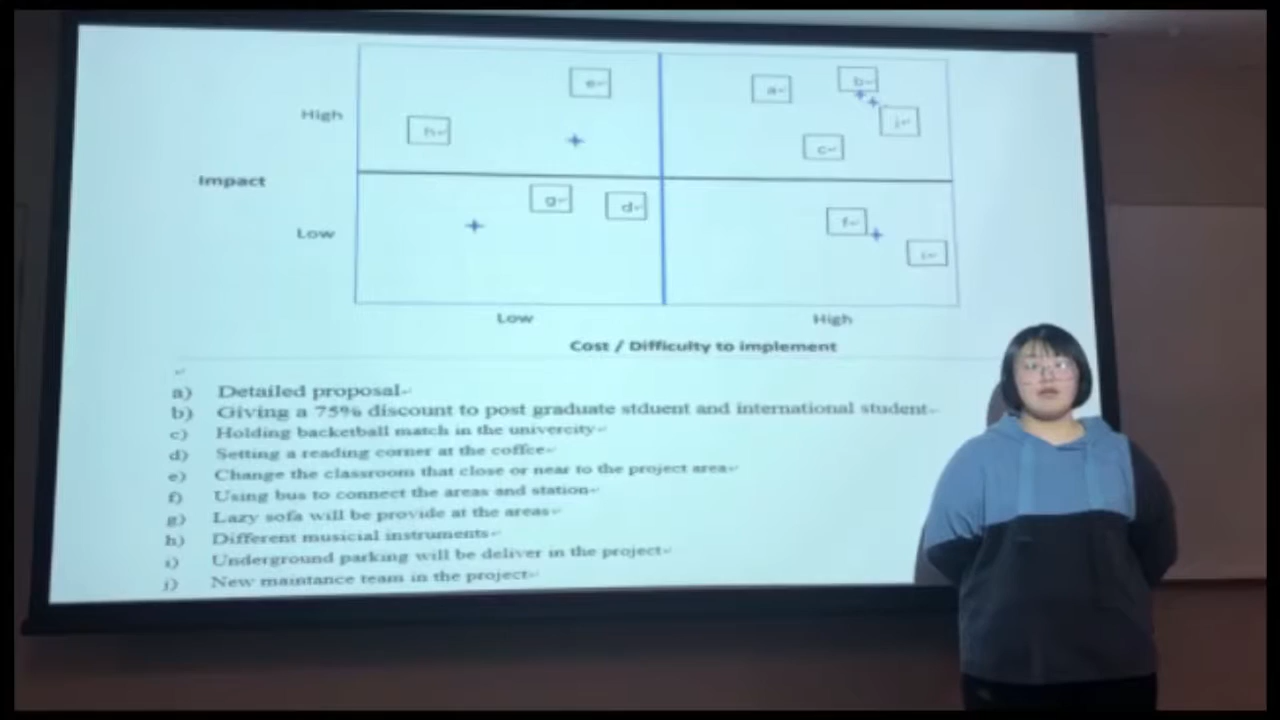 e
a
b
High
h
j
c
Impact
g
d
f
Low
i
Low
High
Cost / Difficulty to implement
a) Detailed proposal
b) Giving a 75% discount to post graduate stduent and international student
c) Holding backetball match in the univercity
d) Setting a reading corner at the coffce
e) Change the classroom that close or near to the project area
f) Using bus to connect the areas and station
g) Lazy sofa will be provide at the areas
h) Different musicial instruments
i) Underground parking will be deliver in the project
j) New maintance team in the project